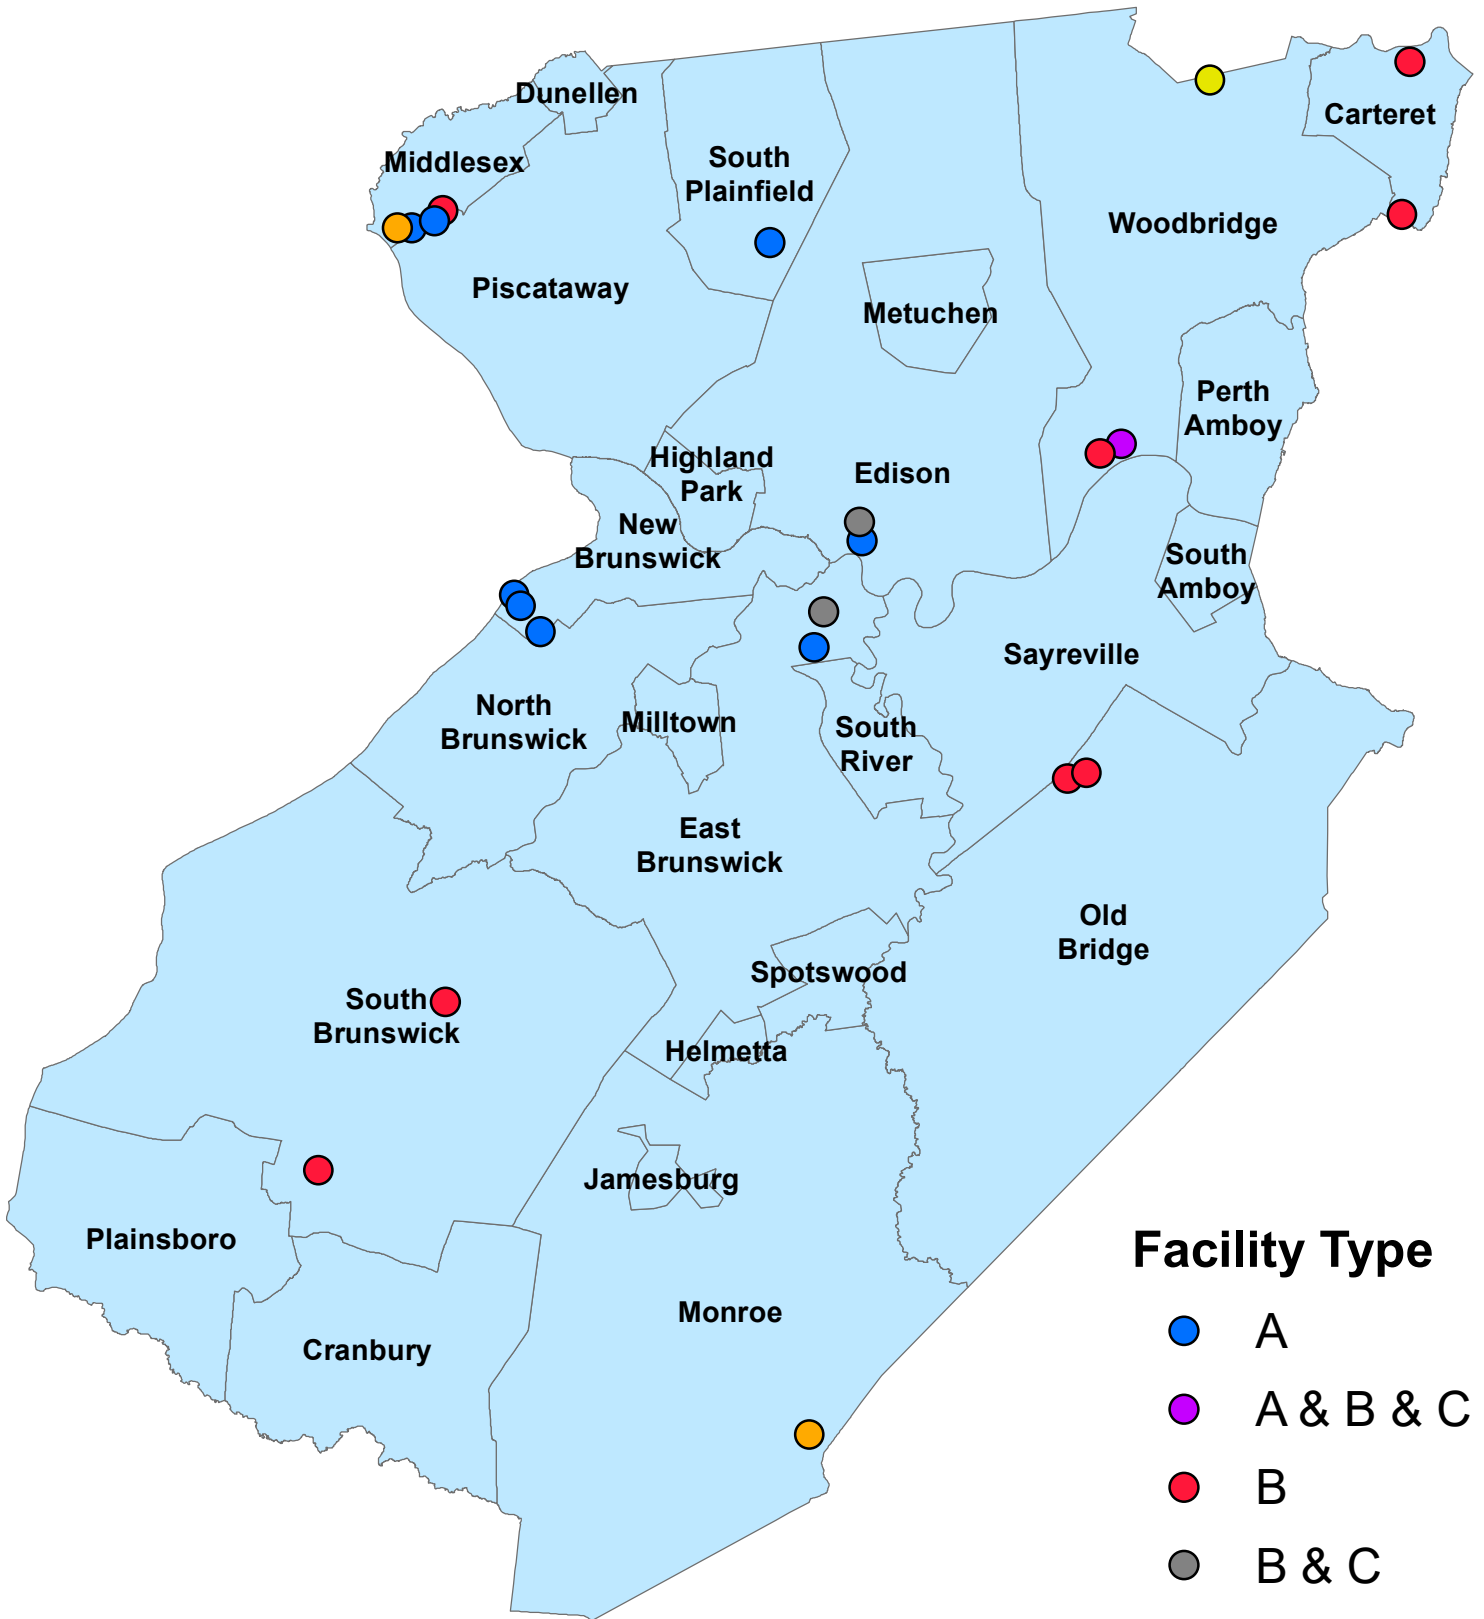 Dunellen
Carteret
Middlesex
South
Plainfield
Woodbridge
Piscataway
Metuchen
Perth
Amboy
Highland
Park
Edison
New
Brunswick
South
Amboy
Sayreville
North
Brunswick
Milltown
South
River
East
Brunswick
Old
Bridge
Spotswood
South
Brunswick
Helmetta
Jamesburg
Plainsboro
Monroe
Cranbury
Facility Type
A
A & B & C
B
B & C